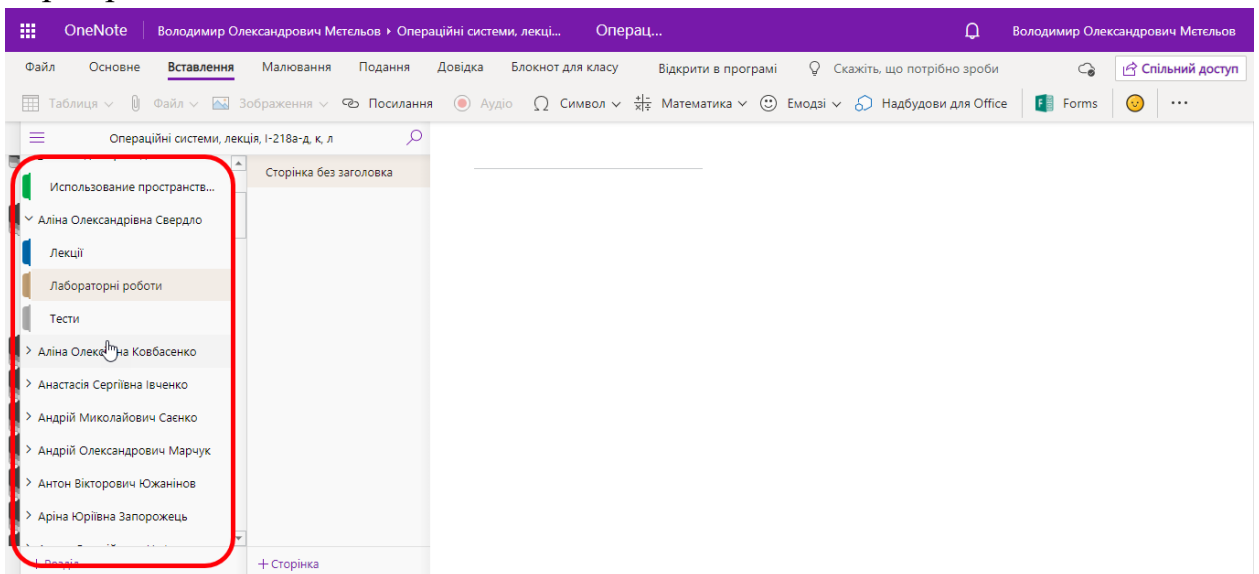 OneNote Володимир Олександрович Мєтєльов ▸ Операційні системи, лекці... Операц... Володимир Олександрович Мєтєльов
Файл Основне Вставлення Малювання Подання Довідка Блокнот для класу Відкрити в програмі Скажіть, що потрібно зроби Спільний доступ
Таблиця Файл Зображення Посилання Аудіо Символ Математика Емодзі Надбудови для Office Forms ...
Операційні системи, лекція, І-218а-д, к, л
Сторінка без заголовка
Использование пространств...
Аліна Олександрівна Свердло
Лекції
Лабораторні роботи
Тести
Аліна Ковбасенко
Анастасія Сергіївна Івченко
Андрій Миколайович Саєнко
Андрій Олександрович Марчук
Антон Вікторович Южанінов
Аріна Юріївна Запорожець
+ Розділ + Сторінка